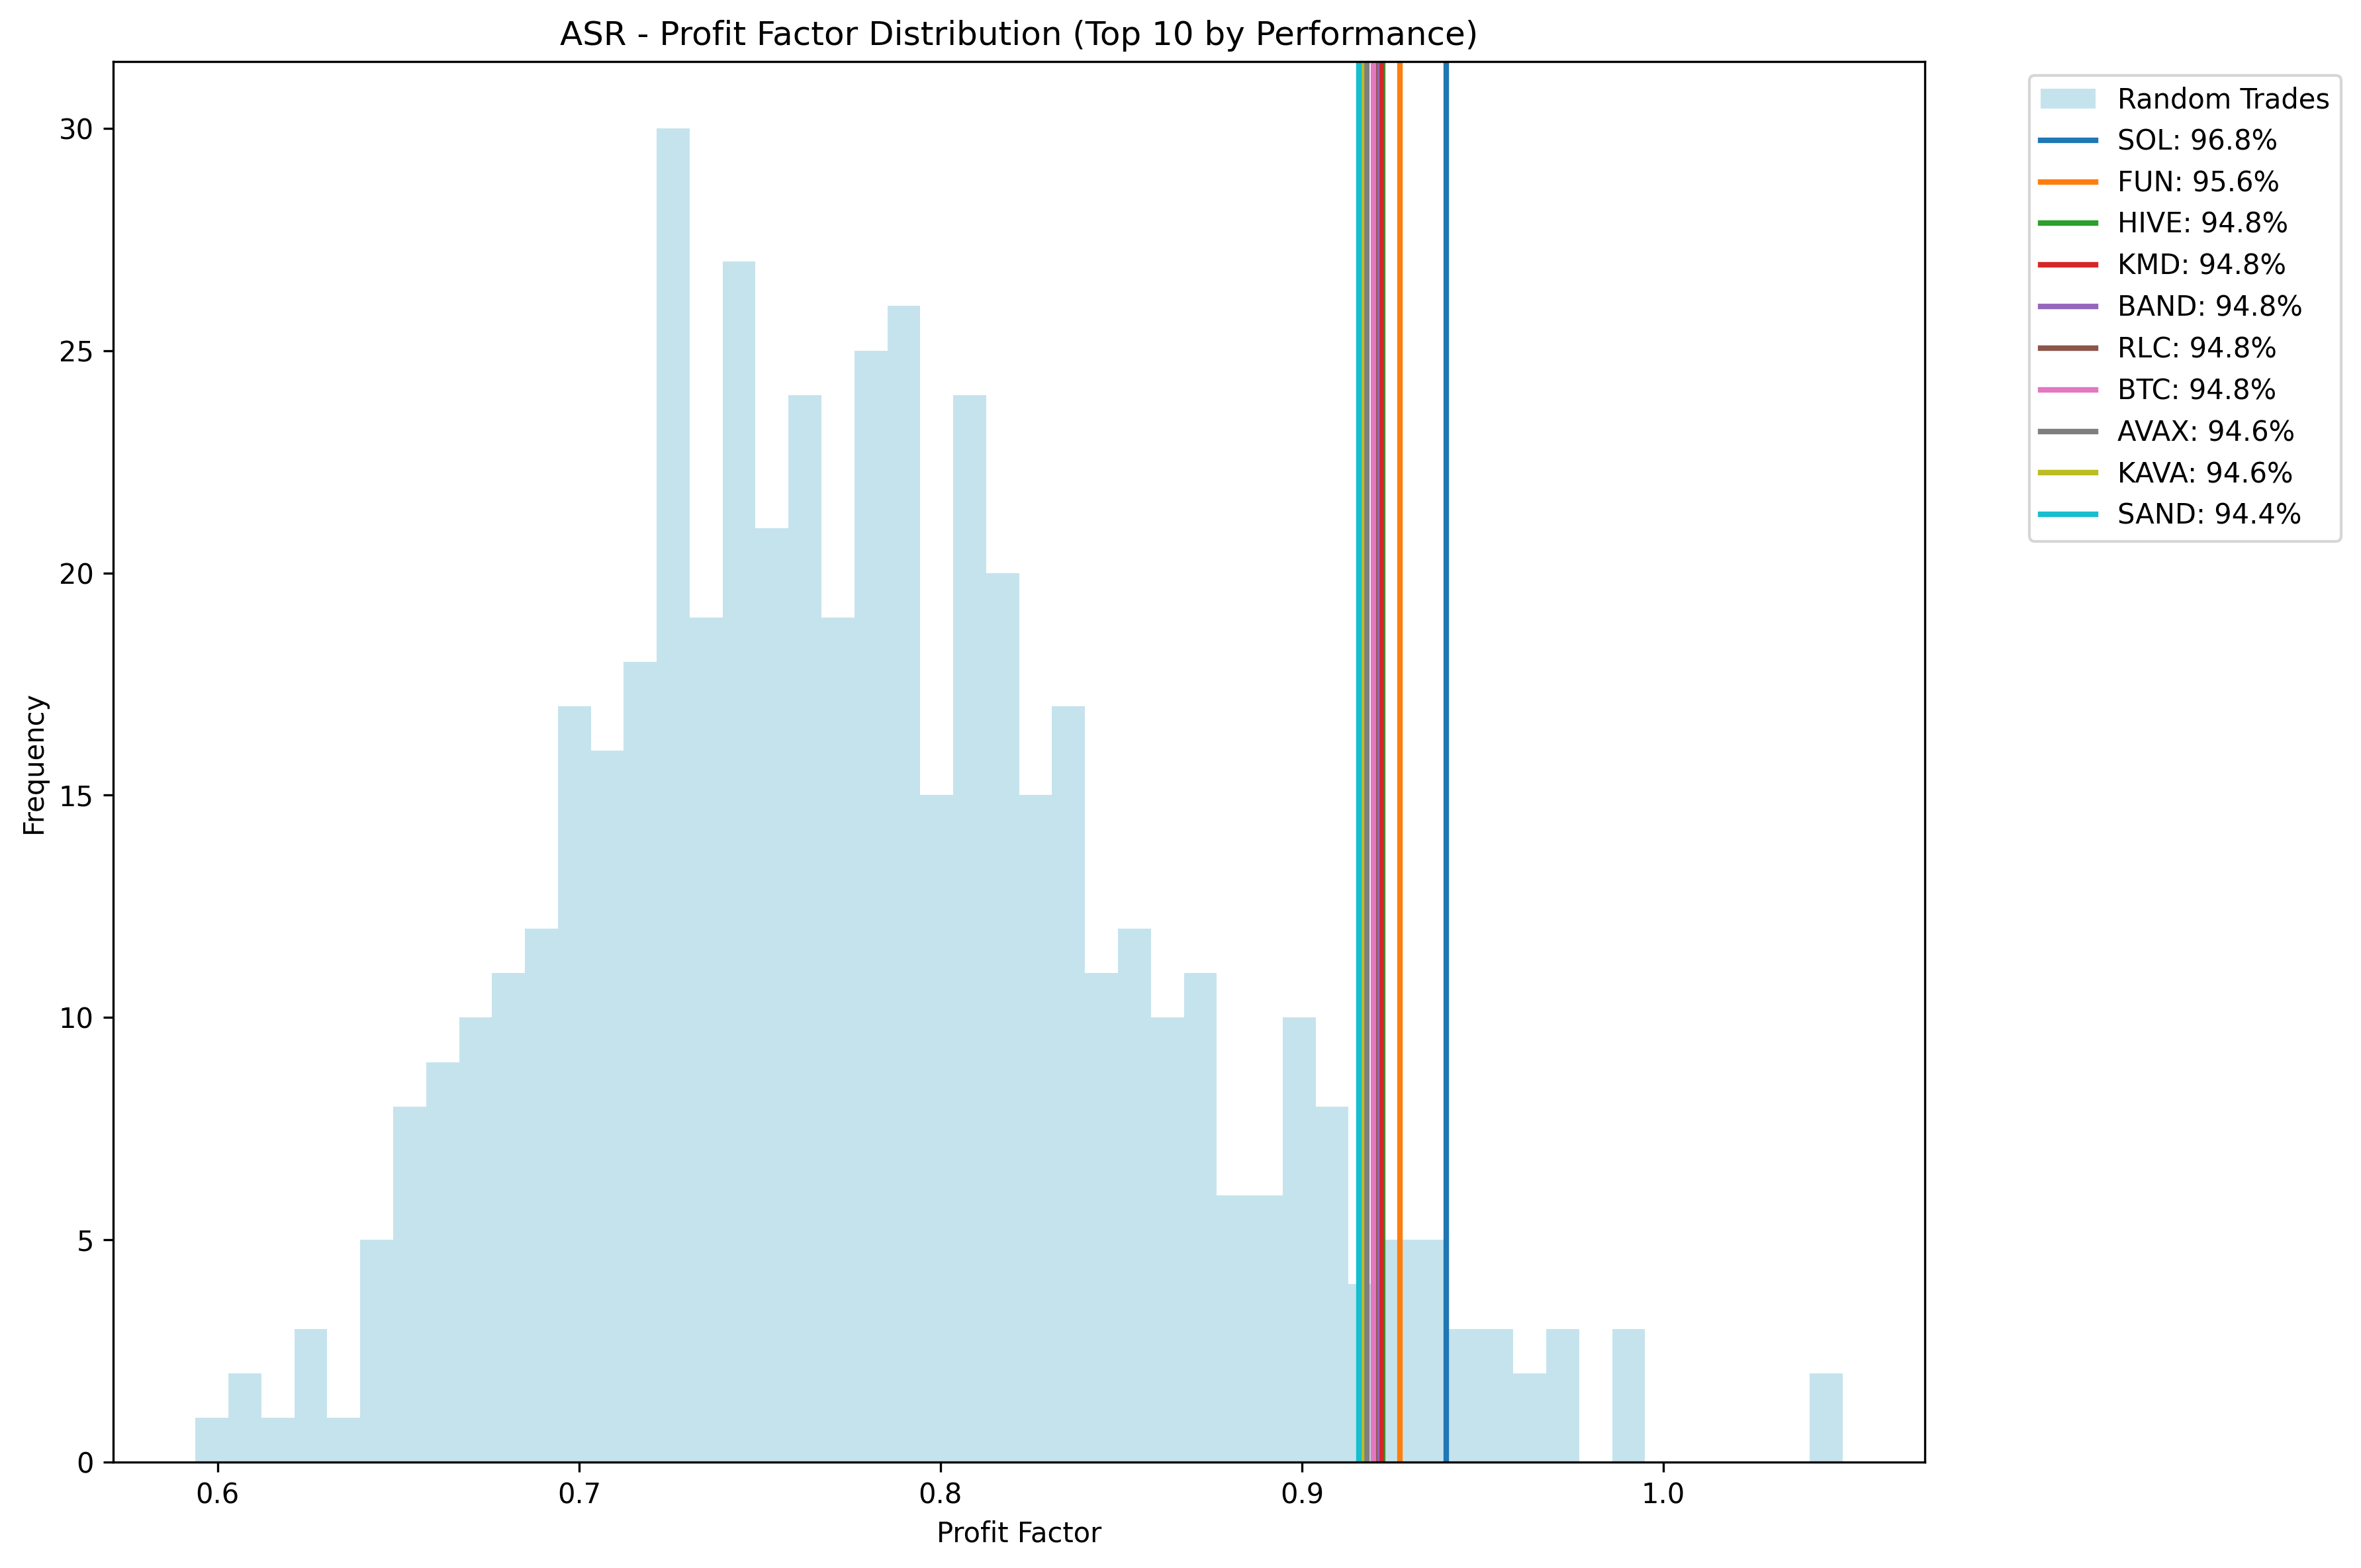 ASR - Profit Factor Distribution (Top 10 by Performance)
30
25
20
15
10
5
0
Frequency
0.6 0.7 0.8 0.9 1.0
Profit Factor
Random Trades
SOL: 96.8%
FUN: 95.6%
HIVE: 94.8%
KMD: 94.8%
BAND: 94.8%
RLC: 94.8%
BTC: 94.8%
AVAX: 94.6%
KAVA: 94.6%
SAND: 94.4%